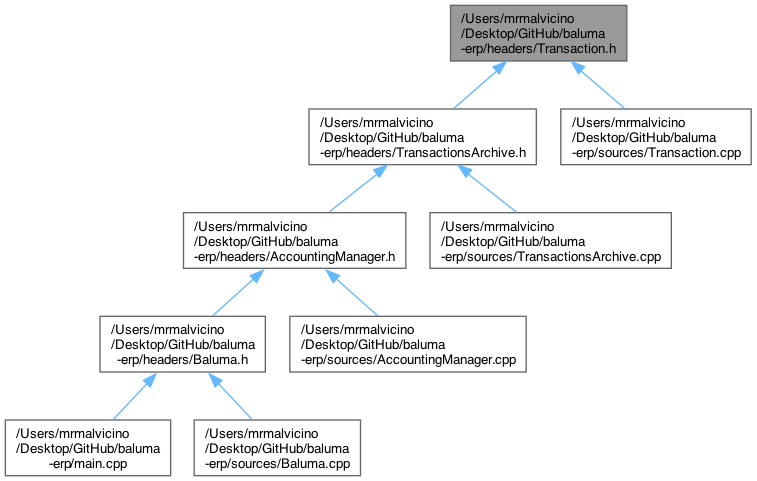 /Users/mrmalvicino
/Desktop/GitHub/baluma
-erp/headers/Transaction.h
/Users/mrmalvicino
/Desktop/GitHub/baluma
-erp/headers/TransactionsArchive.h
/Users/mrmalvicino
/Desktop/GitHub/baluma
-erp/sources/Transaction.cpp
/Users/mrmalvicino
/Desktop/GitHub/baluma
-erp/headers/AccountingManager.h
/Users/mrmalvicino
/Desktop/GitHub/baluma
-erp/sources/TransactionsArchive.cpp
/Users/mrmalvicino
/Desktop/GitHub/baluma
-erp/headers/Baluma.h
/Users/mrmalvicino
/Desktop/GitHub/baluma
-erp/sources/AccountingManager.cpp
/Users/mrmalvicino
/Desktop/GitHub/baluma
-erp/main.cpp
/Users/mrmalvicino
/Desktop/GitHub/baluma
-erp/sources/Baluma.cpp